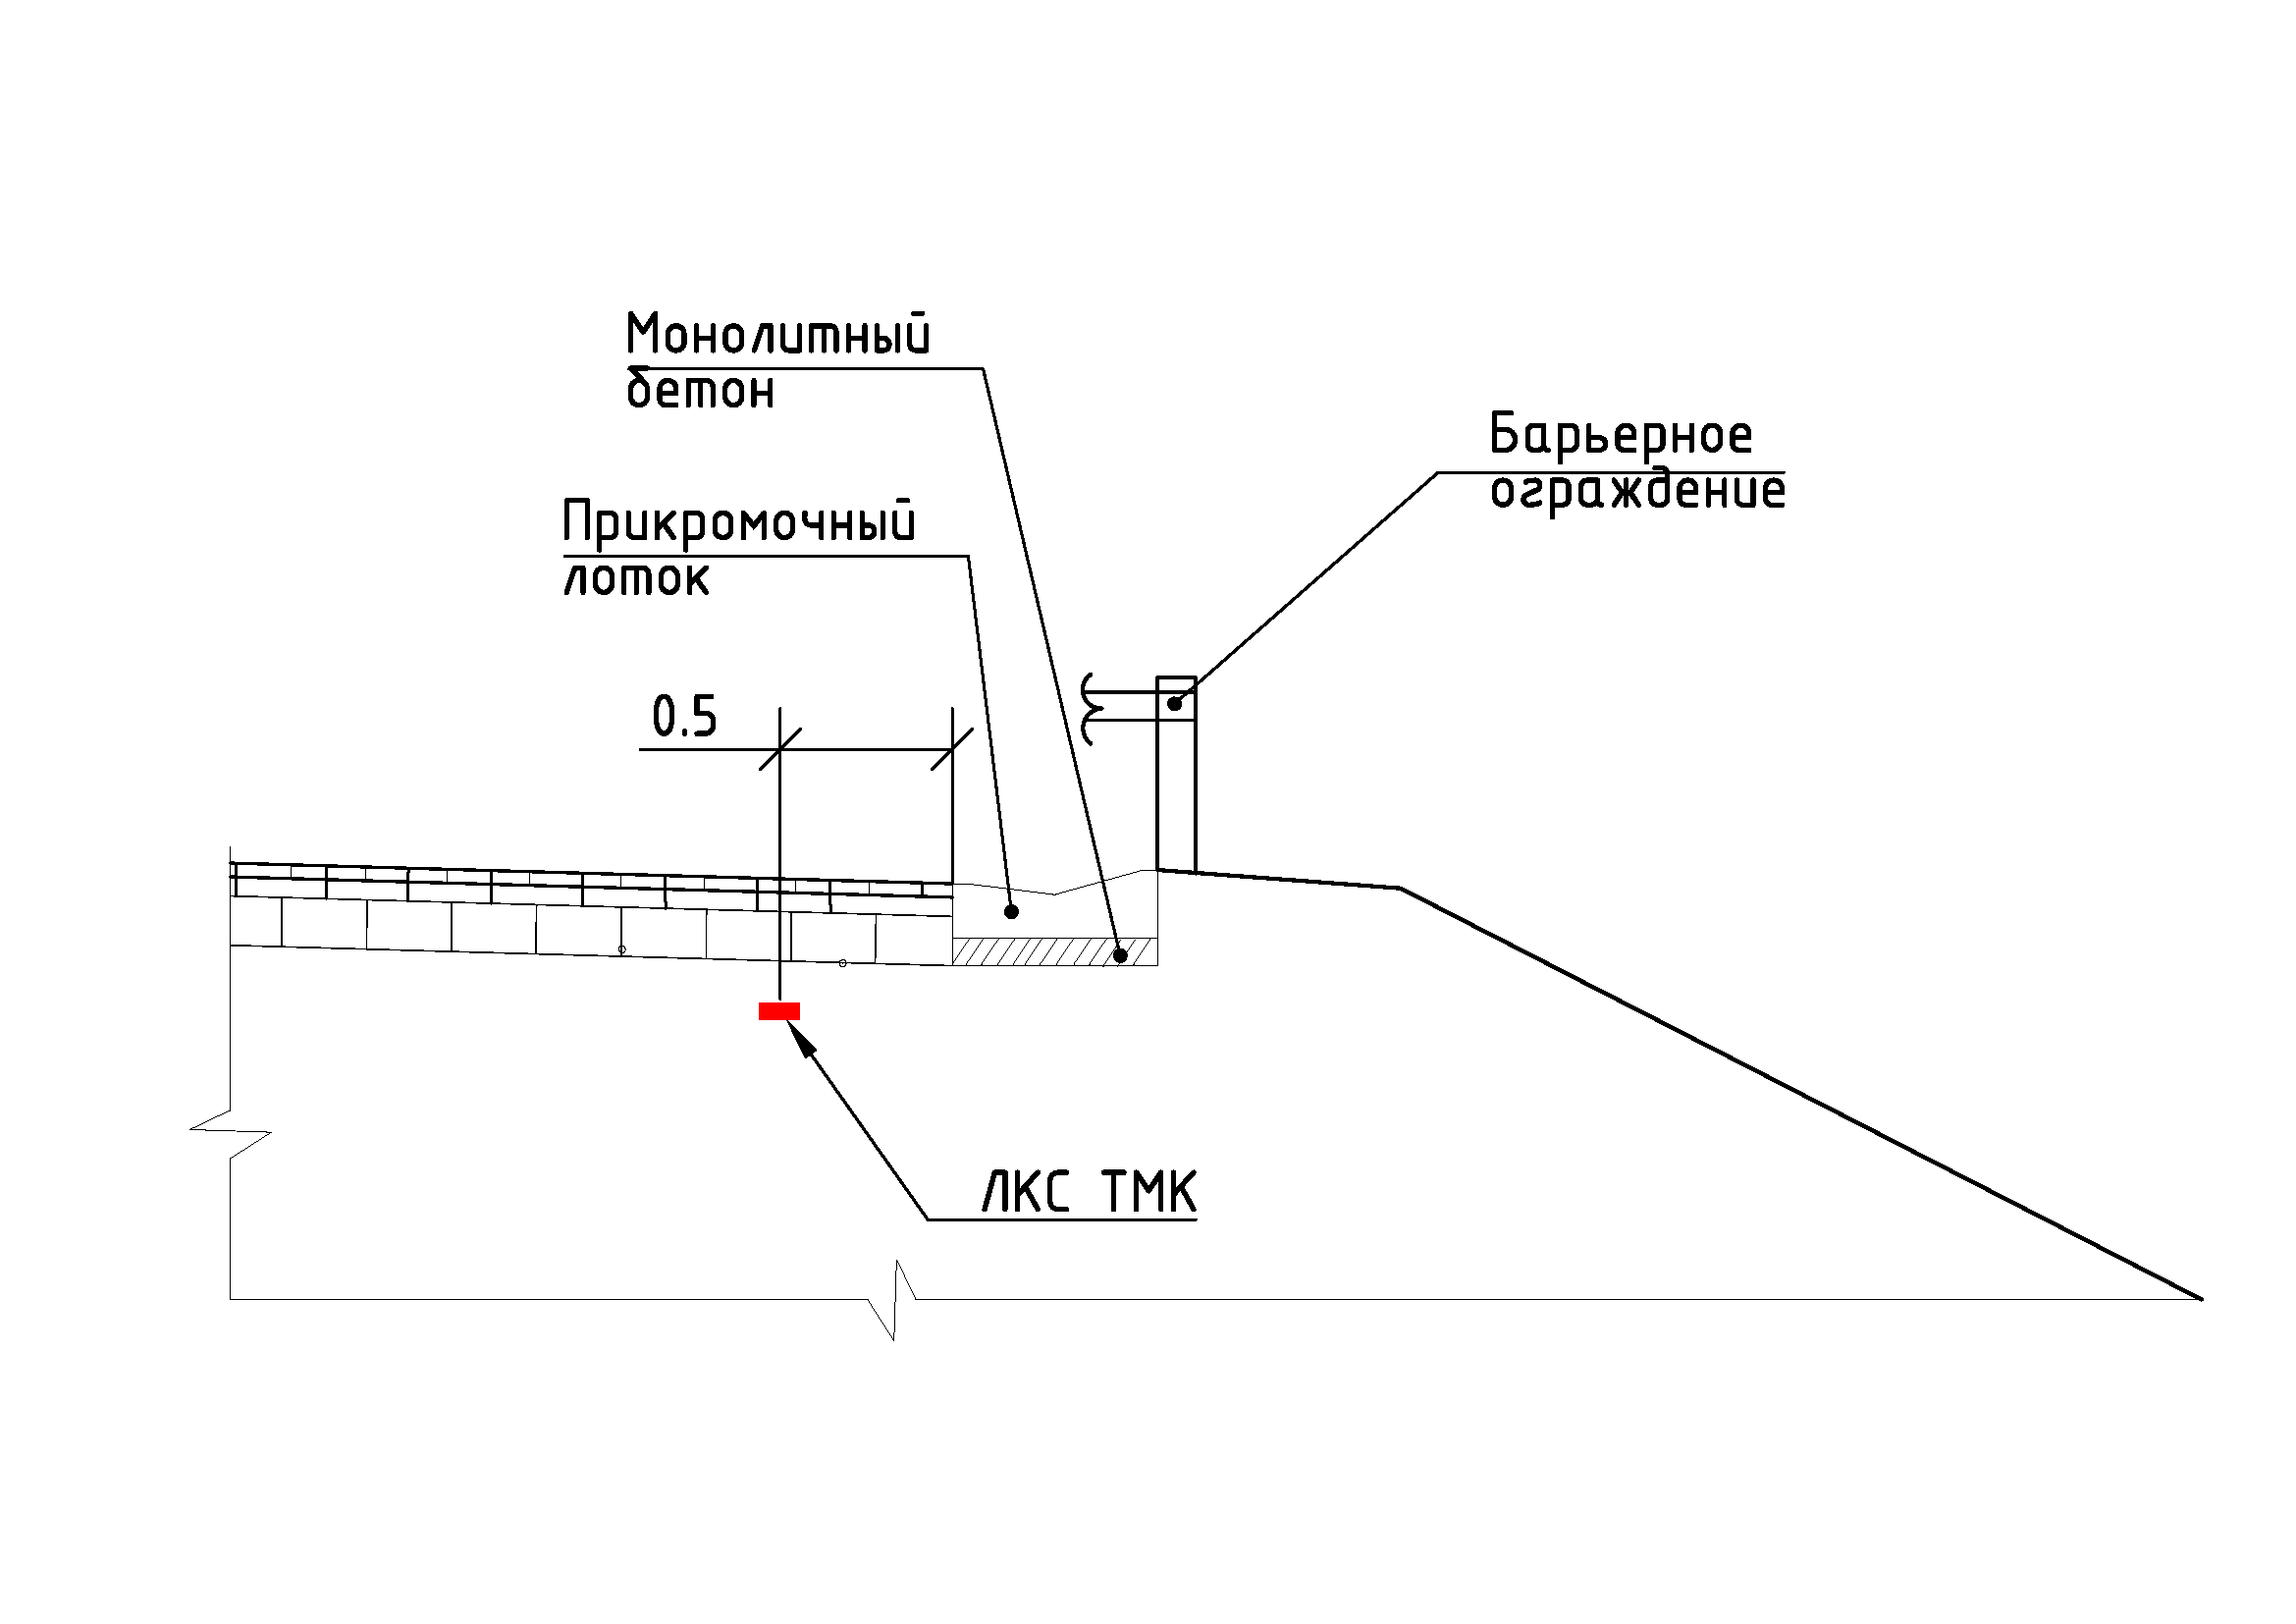 Монолитный
бетон
Барьерное
ограждение
Прикромочный
лоток
0.5
ЛКС ТМК